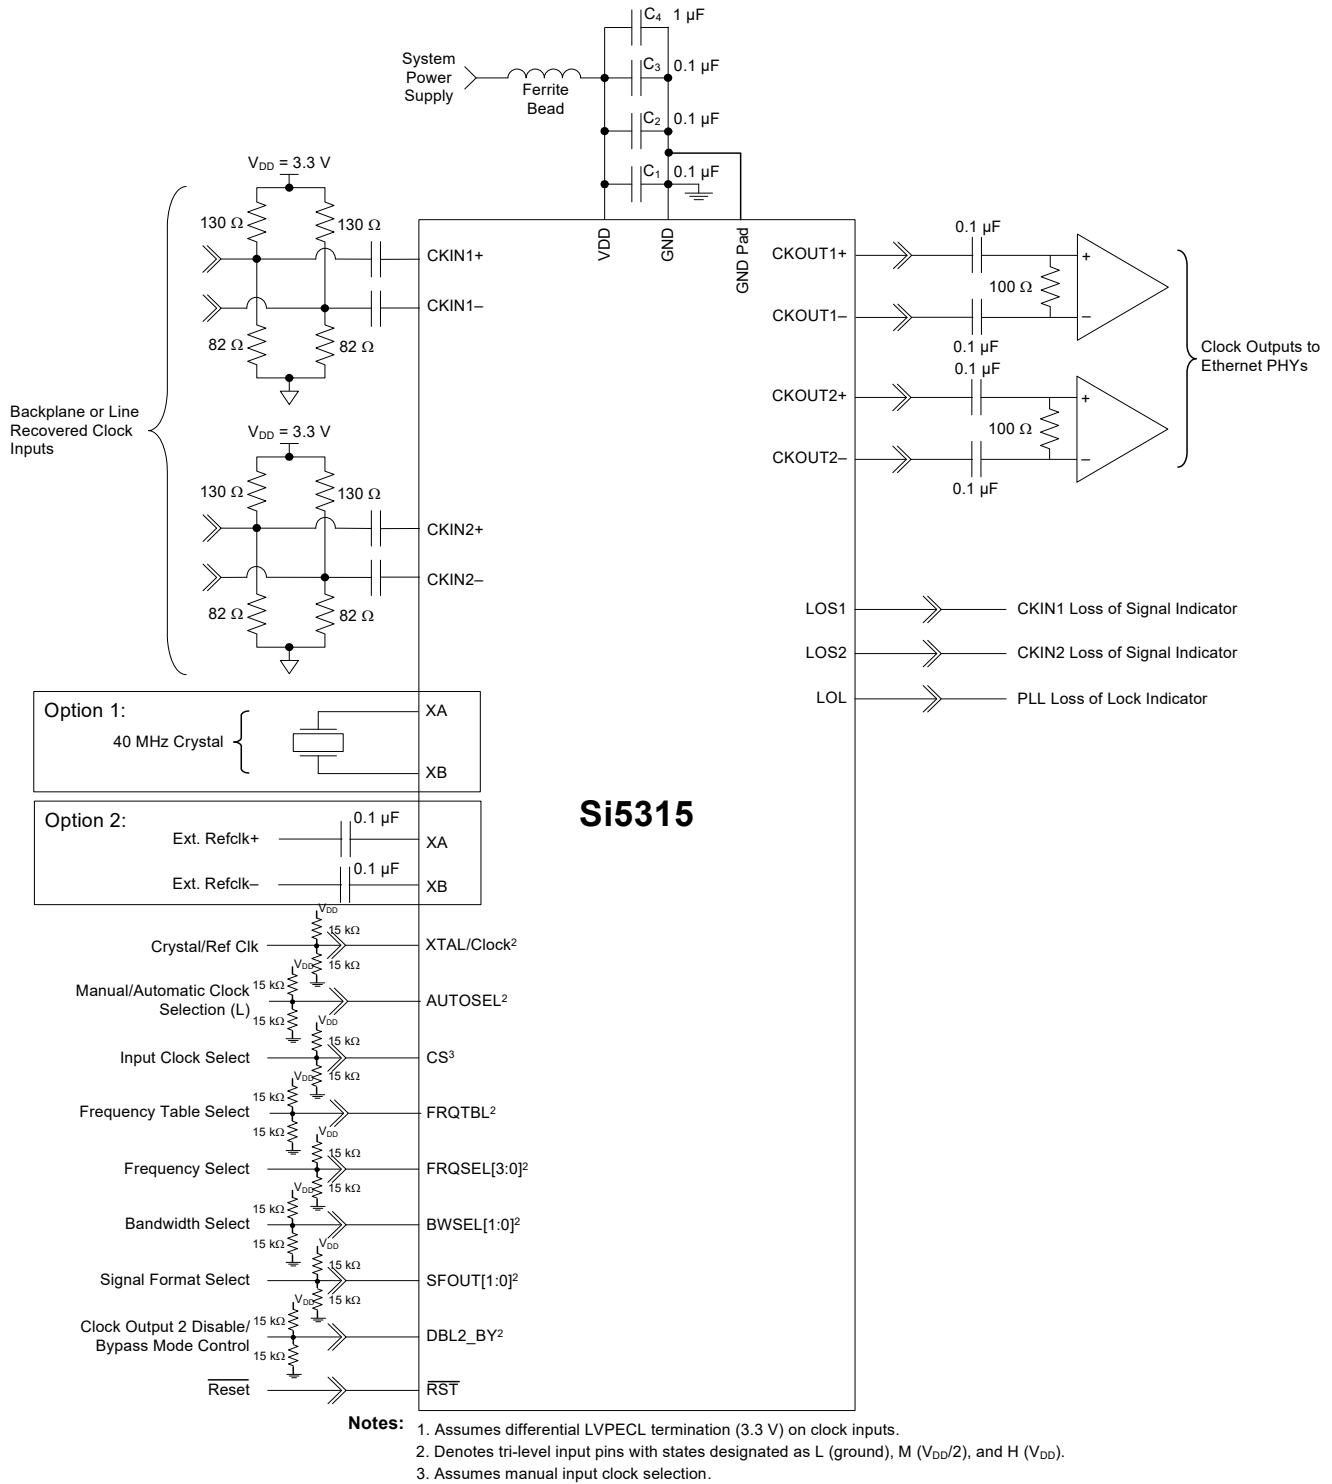 C4 1 µF
System
Power
Supply
Ferrite
Bead
C3 0.1 µF
C2 0.1 µF
C1 0.1 µF
VDD = 3.3 V
130 Ω
130 Ω
82 Ω
82 Ω
CKIN1+
CKIN1–
VDD
GND
GND Pad
CKOUT1+
CKOUT1–
0.1 µF
100 Ω
+
–
0.1 µF
0.1 µF
CKOUT2+
CKOUT2–
100 Ω
+
–
0.1 µF
Clock Outputs to
Ethernet PHYs
Backplane or Line
Recovered Clock
Inputs
VDD = 3.3 V
130 Ω
130 Ω
82 Ω
82 Ω
CKIN2+
CKIN2–
LOS1
CKIN1 Loss of Signal Indicator
LOS2
CKIN2 Loss of Signal Indicator
LOL
PLL Loss of Lock Indicator
Option 1:
40 MHz Crystal
XA
XB
Si5315
Option 2:
0.1 µF
Ext. Refclk+
XA
0.1 µF
Ext. Refclk–
XB
VDD
15 kΩ
Crystal/Ref Clk
XTAL/Clock²
15 kΩ
VDD
15 kΩ
Manual/Automatic Clock
Selection (L)
AUTOSEL²
15 kΩ
VDD
15 kΩ
Input Clock Select
CS³
15 kΩ
VDD
15 kΩ
Frequency Table Select
FRQTBL²
15 kΩ
VDD
15 kΩ
Frequency Select
FRQSEL[3:0]²
15 kΩ
VDD
15 kΩ
Bandwidth Select
BWSEL[1:0]²
15 kΩ
VDD
15 kΩ
Signal Format Select
SFOUT[1:0]²
15 kΩ
VDD
15 kΩ
Clock Output 2 Disable/
Bypass Mode Control
DBL2_BY²
15 kΩ
Reset
RST
Notes: 1. Assumes differential LVPECL termination (3.3 V) on clock inputs.
2. Denotes tri-level input pins with states designated as L (ground), M (VDD/2), and H (VDD).
3. Assumes manual input clock selection.